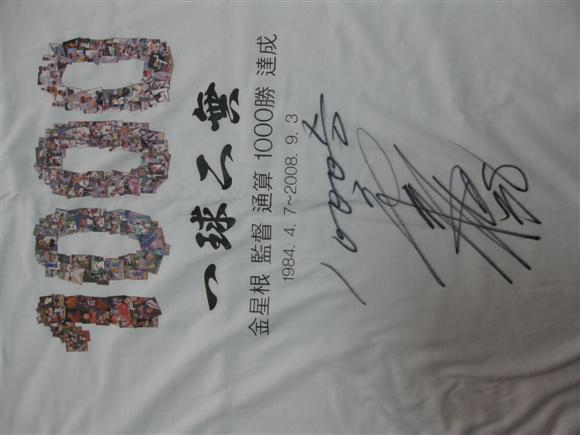 1000
一球二無
金星根 監督 通算 1000勝 達成
1984. 4. 7~2008. 9. 3